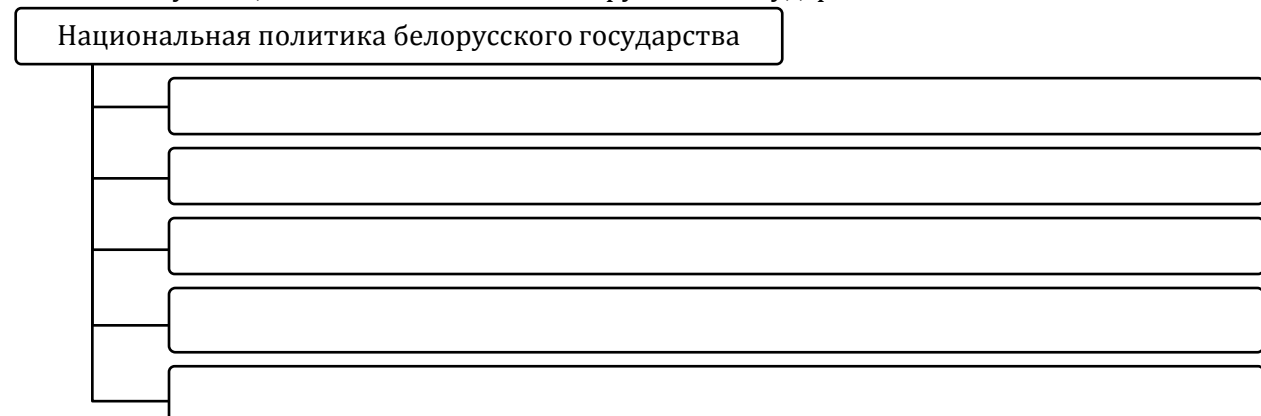 Национальная политика белорусского государства